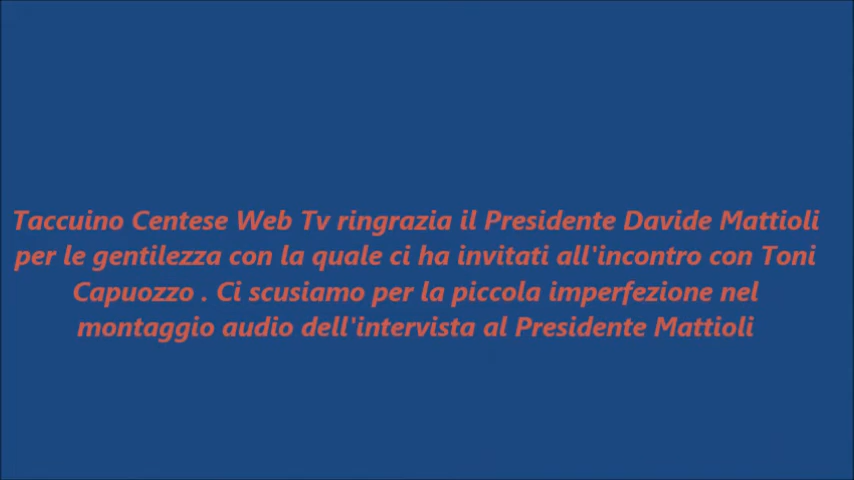 Taccuino Centese Web Tv ringrazia il Presidente Davide Mattioli
per le gentilezza con la quale ci ha invitati all'incontro con Toni
Capuozzo . Ci scusiamo per la piccola imperfezione nel
montaggio audio dell'intervista al Presidente Mattioli